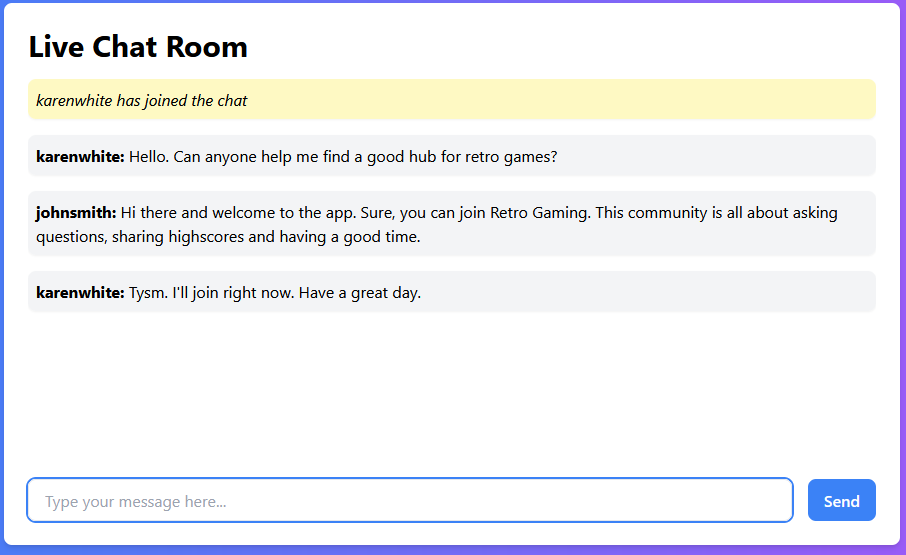 Live Chat Room
karenwhite has joined the chat
karenwhite: Hello. Can anyone help me find a good hub for retro games?
johnsmith: Hi there and welcome to the app. Sure, you can join Retro Gaming. This community is all about asking
questions, sharing highscores and having a good time.
karenwhite: Tysm. I'll join right now. Have a great day.
Type your message here...
Send